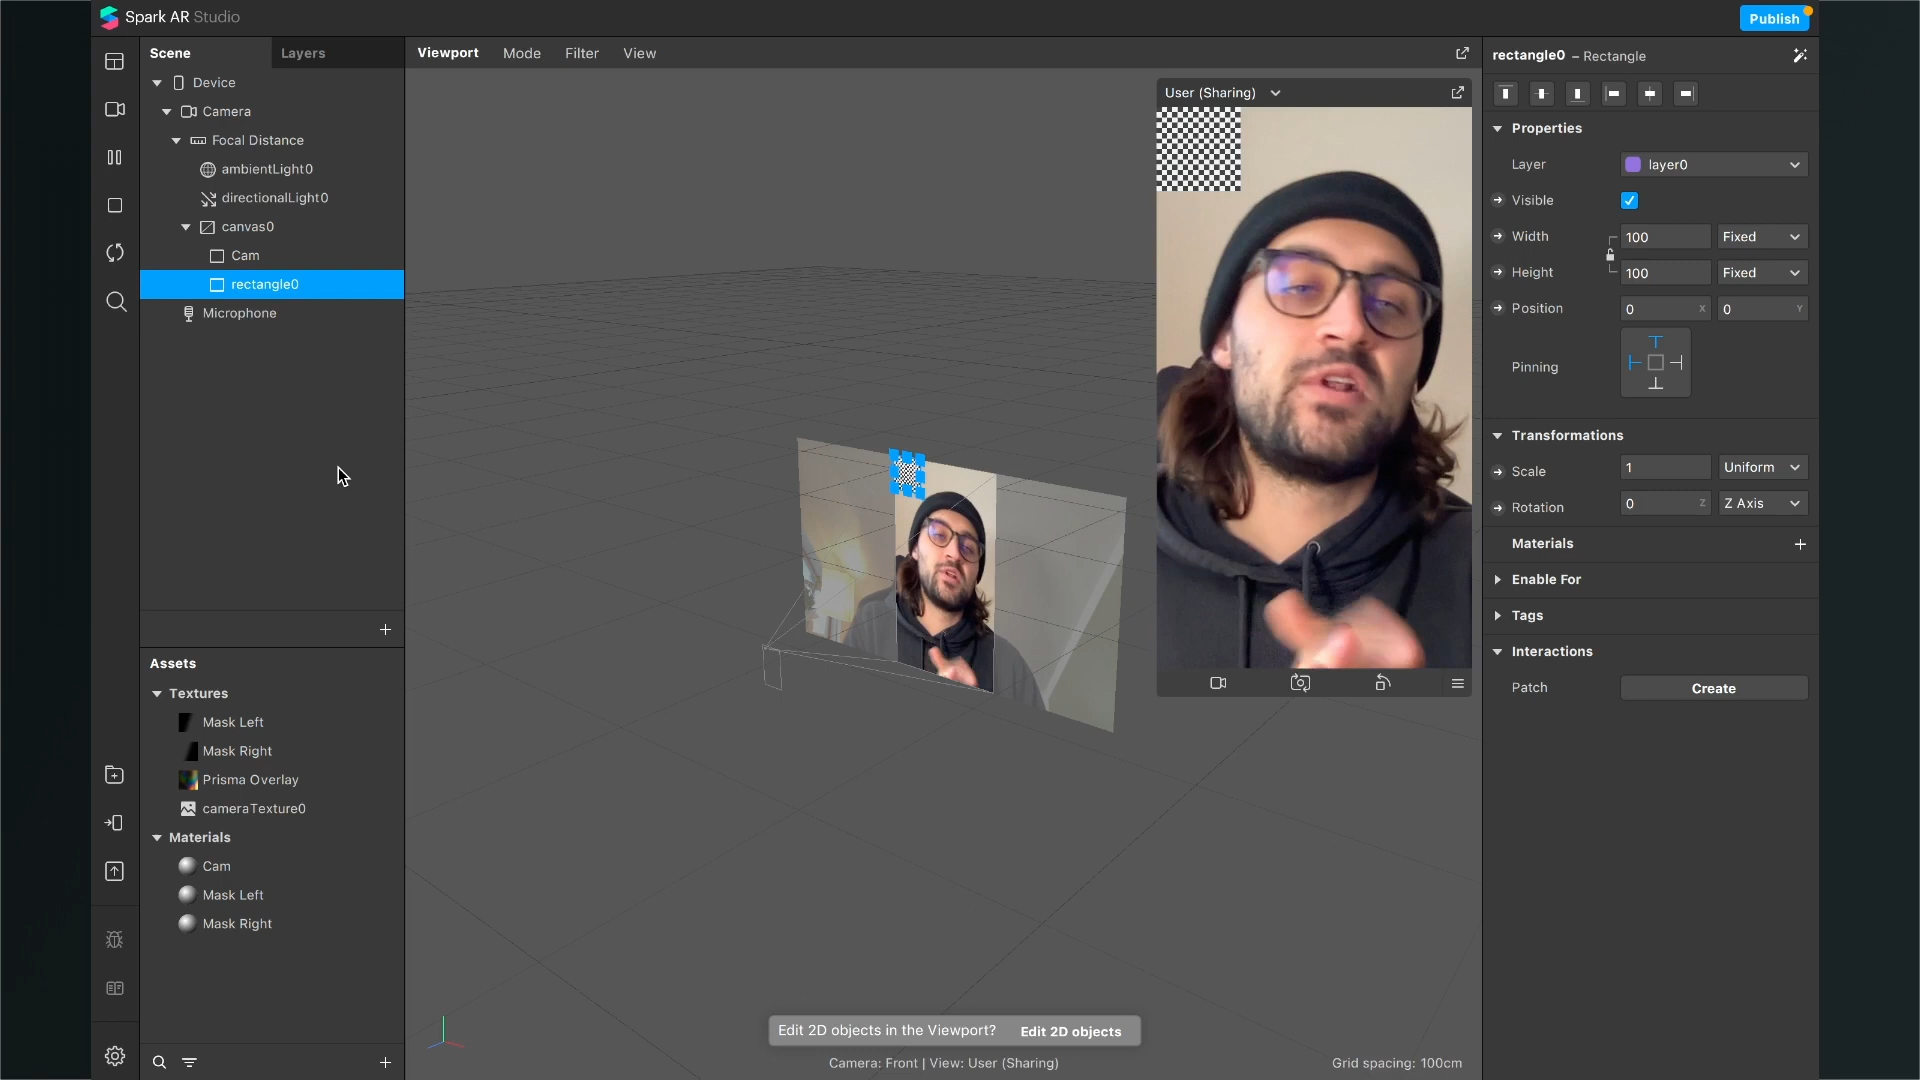 Spark AR Studio
Publish
Scene
Layers
Device
Camera
Focal Distance
ambientLight0
directionalLight0
canvas0
Cam
rectangle0
Microphone
Assets
Textures
Mask Left
Mask Right
Prisma Overlay
cameraTexture0
Materials
Cam
Mask Left
Mask Right
Viewport Mode Filter View
User (Sharing)
Edit 2D objects in the Viewport? Edit 2D objects
Camera: Front | View: User (Sharing)
Grid spacing: 100cm
rectangle0 – Rectangle
Properties
Layer layer0
Visible
Width 100 Fixed
Height 100 Fixed
Position 0 X 0 Y
Pinning
Transformations
Scale 1 Uniform
Rotation 0 Z Z Axis
Materials
Enable For
Tags
Interactions
Patch Create